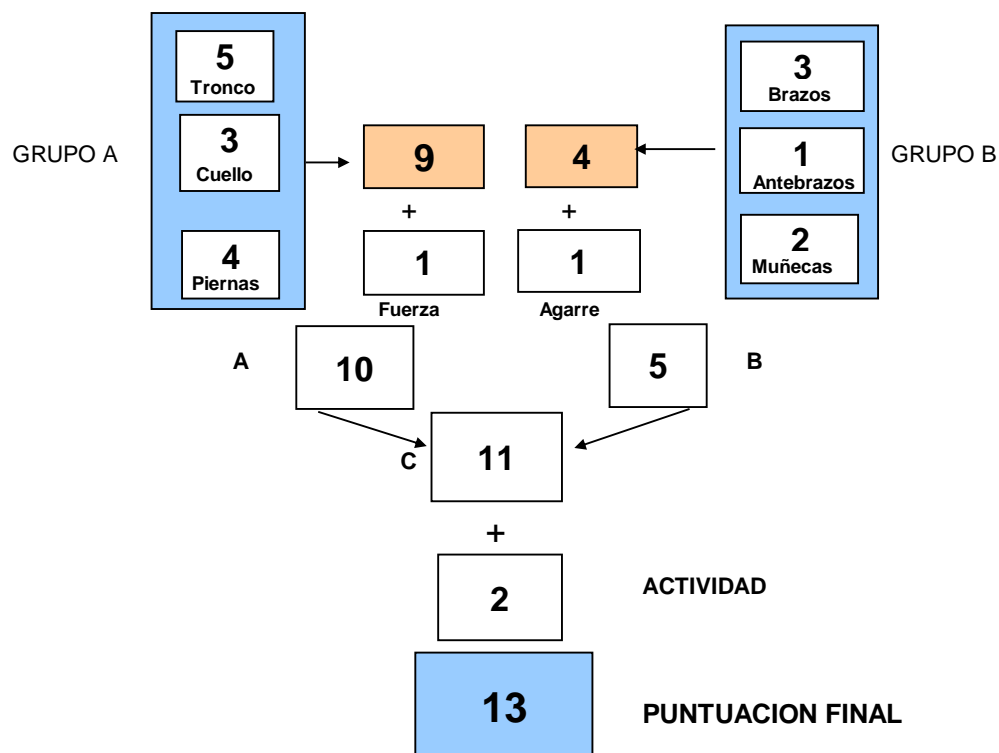 5
Tronco
3
Cuello
4
Piernas
GRUPO A
9
+
1
Fuerza
4
+
1
Agarre
3
Brazos
1
Antebrazos
2
Muñecas
GRUPO B
A
10
5
B
C
11
+
2
ACTIVIDAD
13
PUNTUACION FINAL